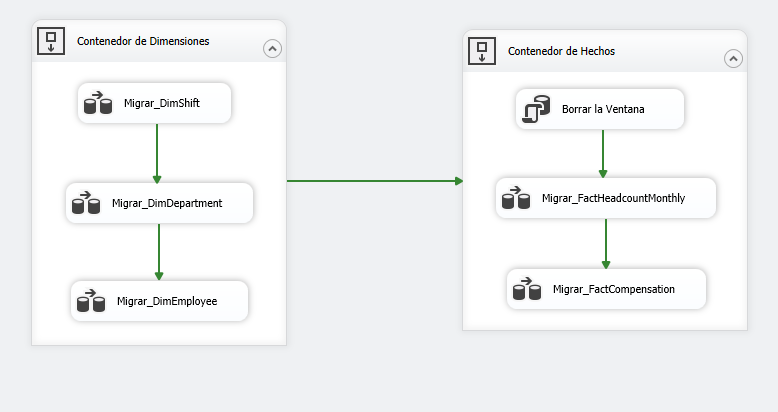 Contenedor de Dimensiones
Migrar_DimShift
Migrar_DimDepartment
Migrar_DimEmployee
Contenedor de Hechos
Borrar la Ventana
Migrar_FactHeadcountMonthly
Migrar_FactCompensation